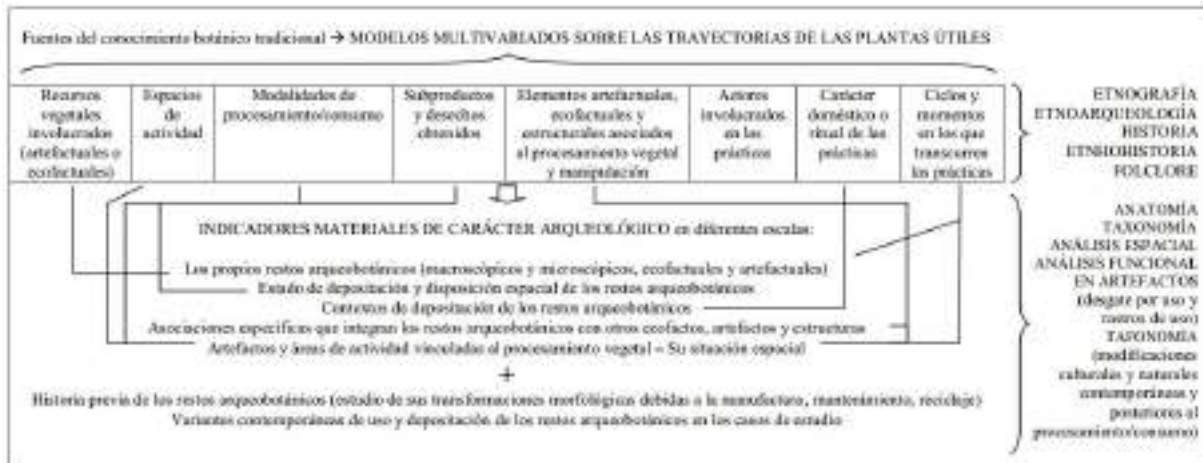 Fuentes del conocimiento botánico tradicional → MODELOS MULTIVARIADOS SOBRE LAS TRAYECTORIAS DE LAS PLANTAS ÚTILES
Recursos
vegetales
involucrados
(artefactuales o
ecofactuales)
Espacios
de
actividad
Modalidades de
procesamiento/consumo
Subproductos
y desechos
obtenidos
Elementos artefactuales,
ecofactuales y
estructurales asociados
al procesamiento vegetal
y manipulación
Actores
involucrados
en las
prácticas
Carácter
doméstico o
ritual de las
prácticas
Ciclos y
momentos
en los que
transcurren
las prácticas
ETNOGRAFÍA
ETNOARQUEOLOGÍA
HISTORIA
ETNHOHISTORIA
FOLCLORE
INDICADORES MATERIALES DE CARÁCTER ARQUEOLÓGICO en diferentes escalas:
Los propios restos arqueobotánicos (macroscópicos y microscópicos, ecofactuales y artefactuales)
Estado de depositación y disposición espacial de los restos arqueobotánicos
Contextos de depositación de los restos arqueobotánicos
Asociaciones específicas que integran los restos arqueobotánicos con otros ecofactos, artefactos y estructuras
Artefactos y áreas de actividad vinculadas al procesamiento vegetal – Su situación espacial
+
Historia previa de los restos arqueobotánicos (estudio de sus transformaciones morfológicas debidas a la manufactura, mantenimiento, reciclaje)
Variantes contemporáneas de uso y depositación de los restos arqueobotánicos en los casos de estudio
ANATOMÍA
TAXONOMÍA
ANÁLISIS ESPACIAL
ANÁLISIS FUNCIONAL
EN ARTEFACTOS
(desgate por uso y
rastros de uso)
TAFONOMÍA
(modificaciones
culturales y naturales
contemporáneas y
posteriores al
procesamiento/consumo)